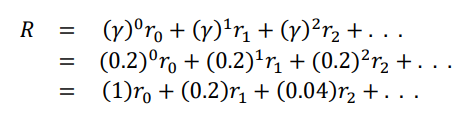 R = (γ)⁰r₀ + (γ)¹r₁ + (γ)²r₂ + . . .
= (0.2)⁰r₀ + (0.2)¹r₁ + (0.2)²r₂ + . . .
= (1)r₀ + (0.2)r₁ + (0.04)r₂ + . . .